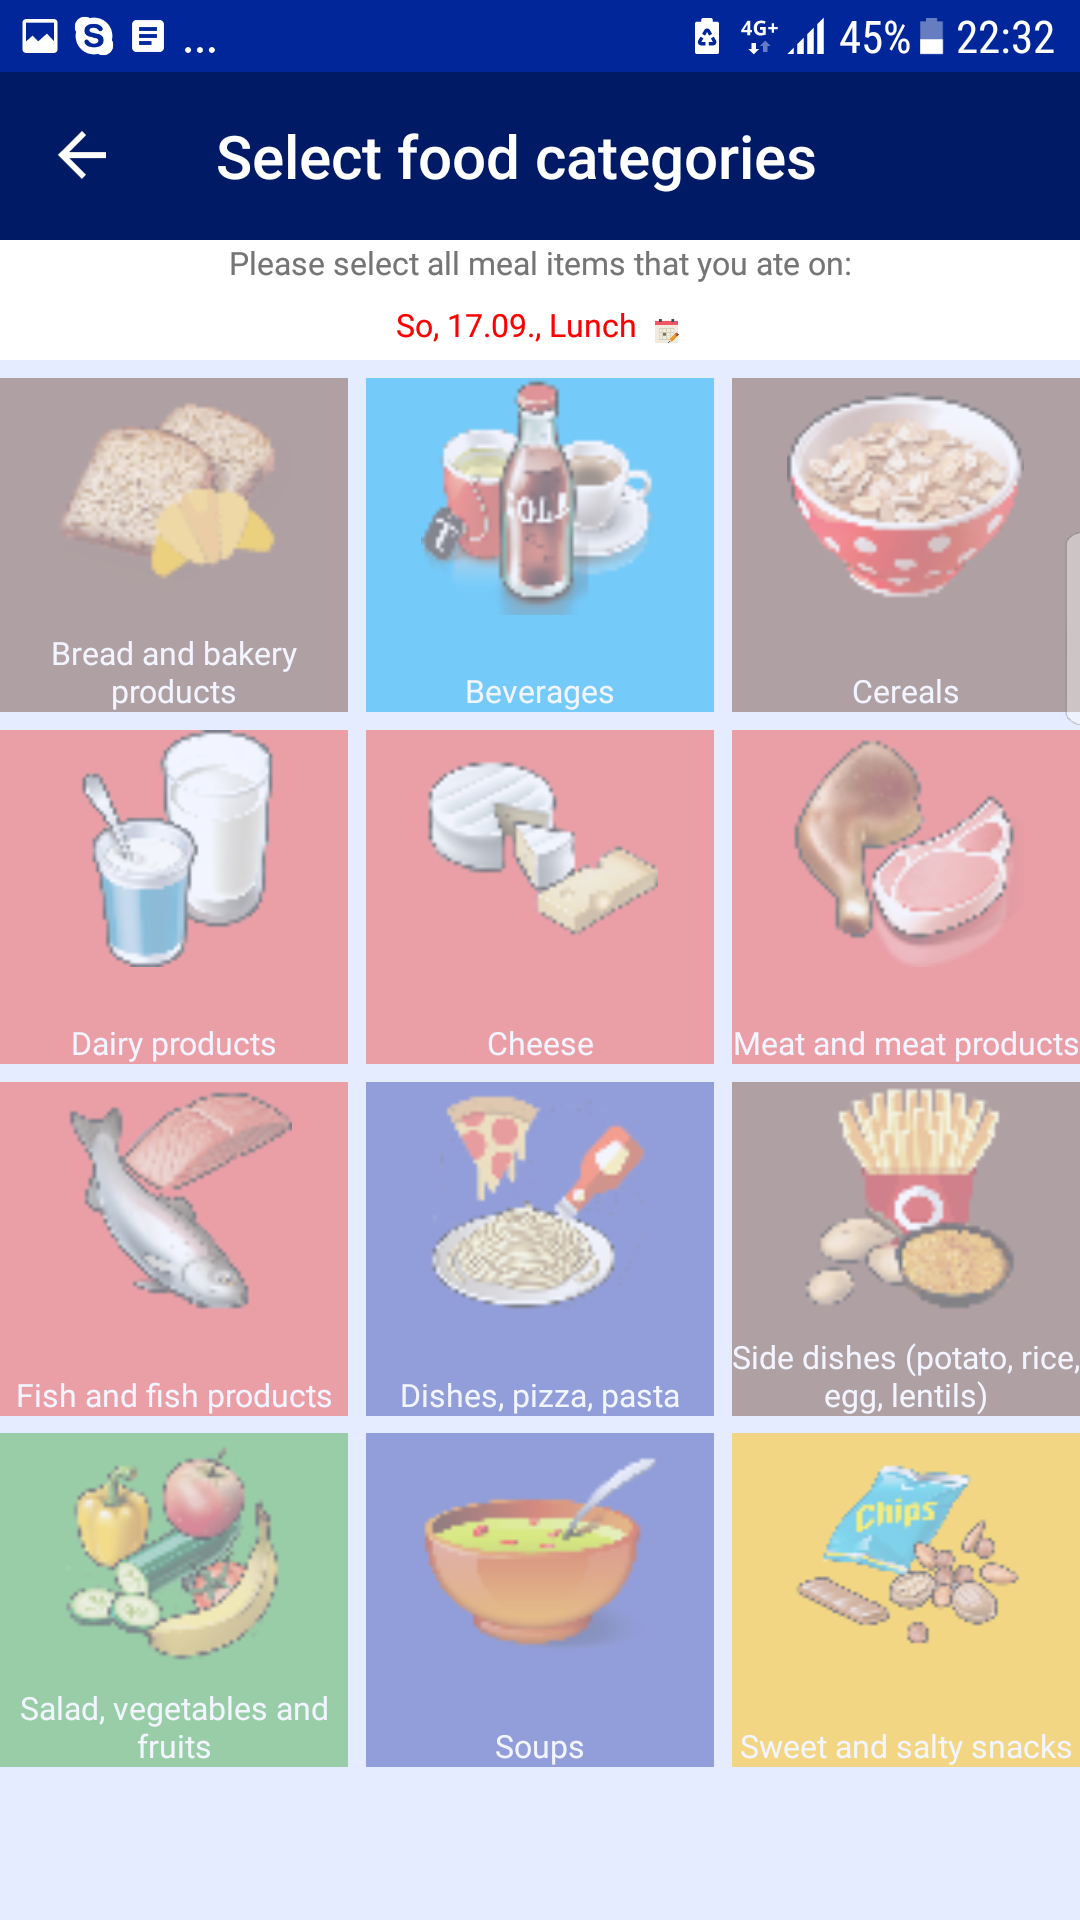 ... 4G+ 45% 22:32
Select food categories
Please select all meal items that you ate on:
So, 17.09., Lunch
Bread and bakery
products
Beverages
Cereals
Dairy products
Cheese
Meat and meat products
Fish and fish products
Dishes, pizza, pasta
Side dishes (potato, rice,
egg, lentils)
Chips
Salad, vegetables and
fruits
Soups
Sweet and salty snacks